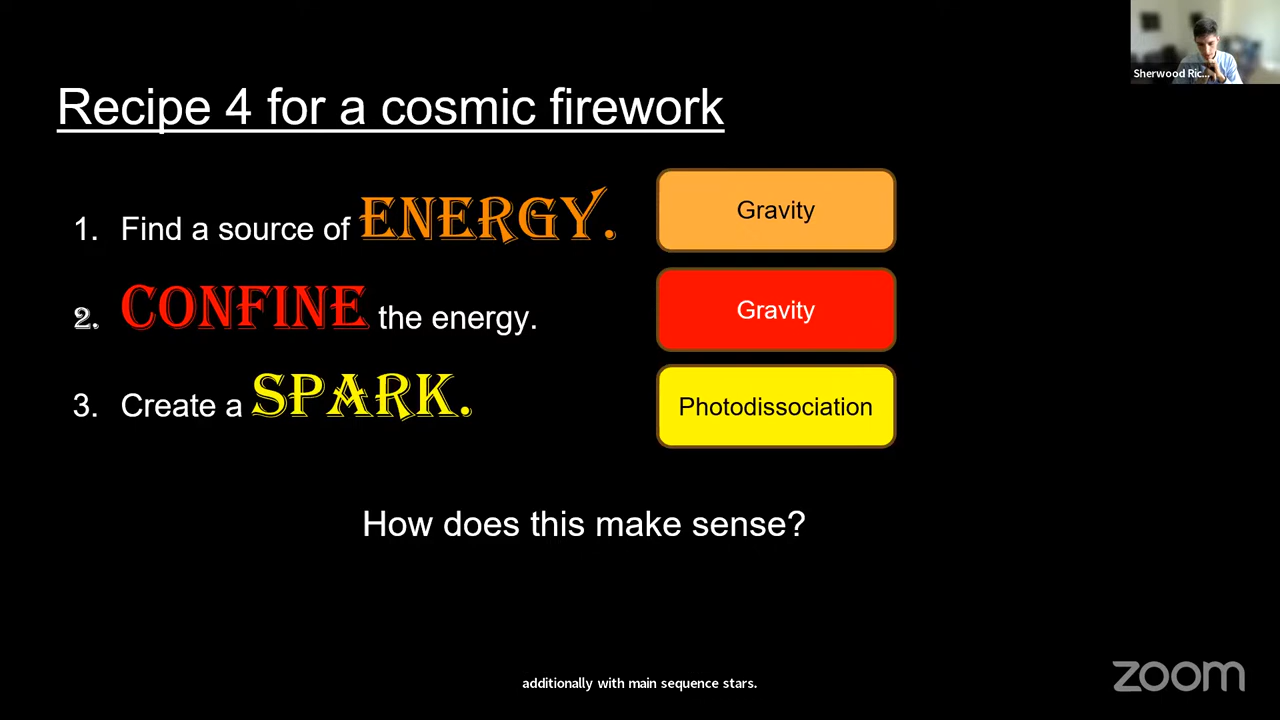 Sherwood Ric...
Recipe 4 for a cosmic firework
1. Find a source of ENERGY.
Gravity
2. CONFINE the energy.
Gravity
3. Create a SPARK.
Photodissociation
How does this make sense?
additionally with main sequence stars.
zoom